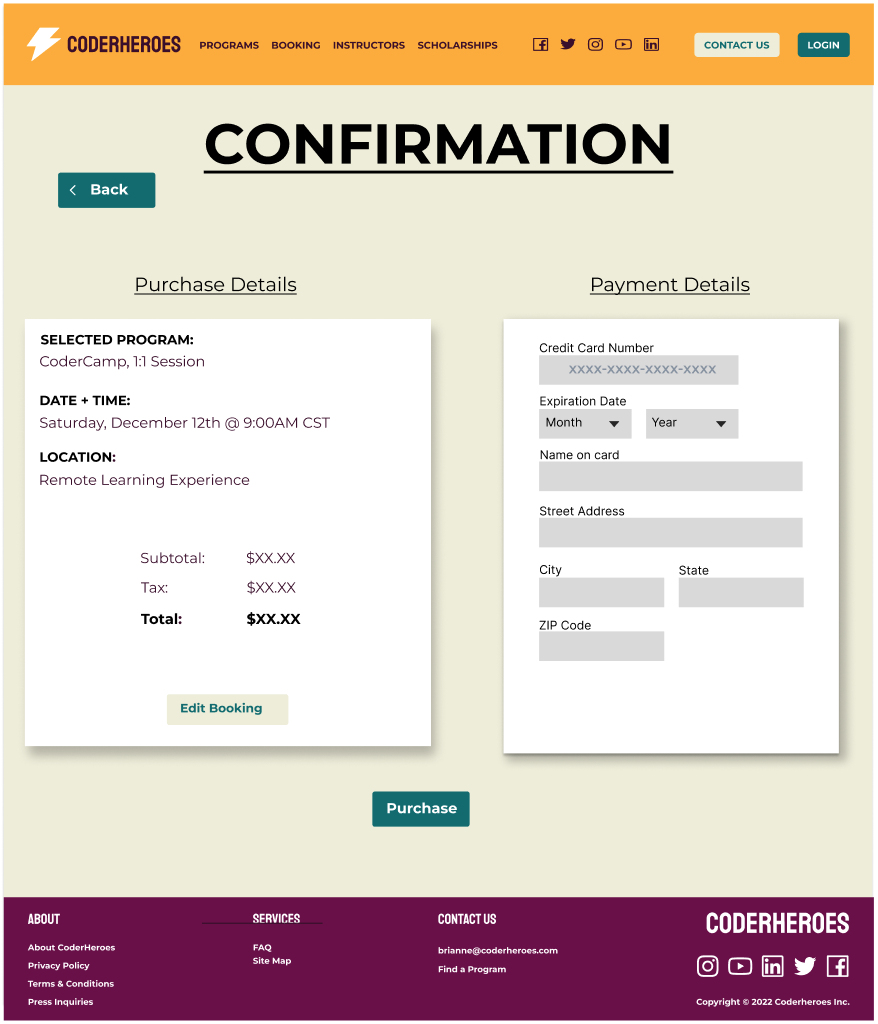 CODERHEROES PROGRAMS BOOKING INSTRUCTORS SCHOLARSHIPS CONTACT US LOGIN
CONFIRMATION
Back
Purchase Details
SELECTED PROGRAM:
CoderCamp, 1:1 Session
DATE + TIME:
Saturday, December 12th @ 9:00AM CST
LOCATION:
Remote Learning Experience
Subtotal: $XX.XX
Tax: $XX.XX
Total: $XX.XX
Edit Booking
Payment Details
Credit Card Number
xxxx-xxxx-xxxx-xxxx
Expiration Date
Month Year
Name on card
Street Address
City State
ZIP Code
Purchase
ABOUT
About CoderHeroes
Privacy Policy
Terms & Conditions
Press Inquiries
SERVICES
FAQ
Site Map
CONTACT US
brianne@coderheroes.com
Find a Program
CODERHEROES
Copyright © 2022 Coderheroes Inc.